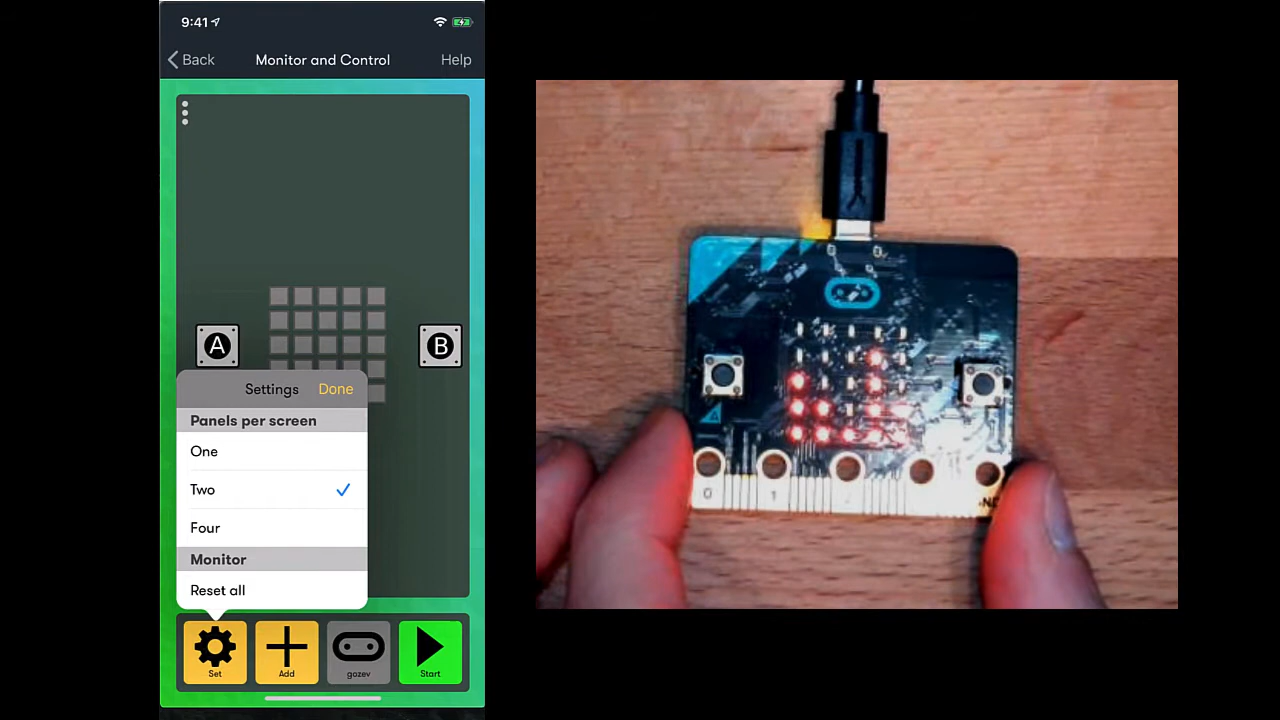 9:41
Back Monitor and Control Help
A B
Settings Done
Panels per screen
One
Two
Four
Monitor
Reset all
Set Add gozev Start
A
0 1